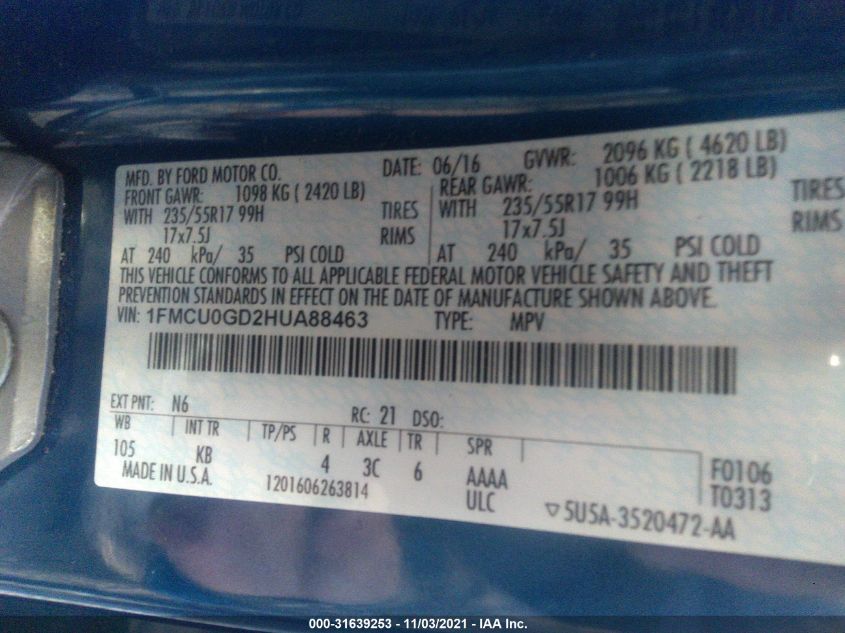 MFD. BY FORD MOTOR CO. DATE: 06/16 GVWR: 2096 KG ( 4620 LB)
FRONT GAWR: 1098 KG ( 2420 LB) REAR GAWR: 1006 KG ( 2218 LB)
WITH 235/55R17 99H TIRES WITH 235/55R17 99H TIRES
17x7.5J RIMS 17x7.5J RIMS
AT 240 kPa/ 35 PSI COLD AT 240 kPa/ 35 PSI COLD
THIS VEHICLE CONFORMS TO ALL APPLICABLE FEDERAL MOTOR VEHICLE SAFETY AND THEFT
PREVENTION STANDARDS IN EFFECT ON THE DATE OF MANUFACTURE SHOWN ABOVE.
VIN: 1FMCU0GD2HUA88463 TYPE: MPV
EXT PNT: N6 RC: 21 DSO:
WB INT TR TP/PS R AXLE TR SPR
105 KB 4 3C 6 AAAA F0106
MADE IN U.S.A. 1201606263814 ULC T0313
▽5U5A-3520472-AA
000-31639253 - 11/03/2021 - IAA Inc.